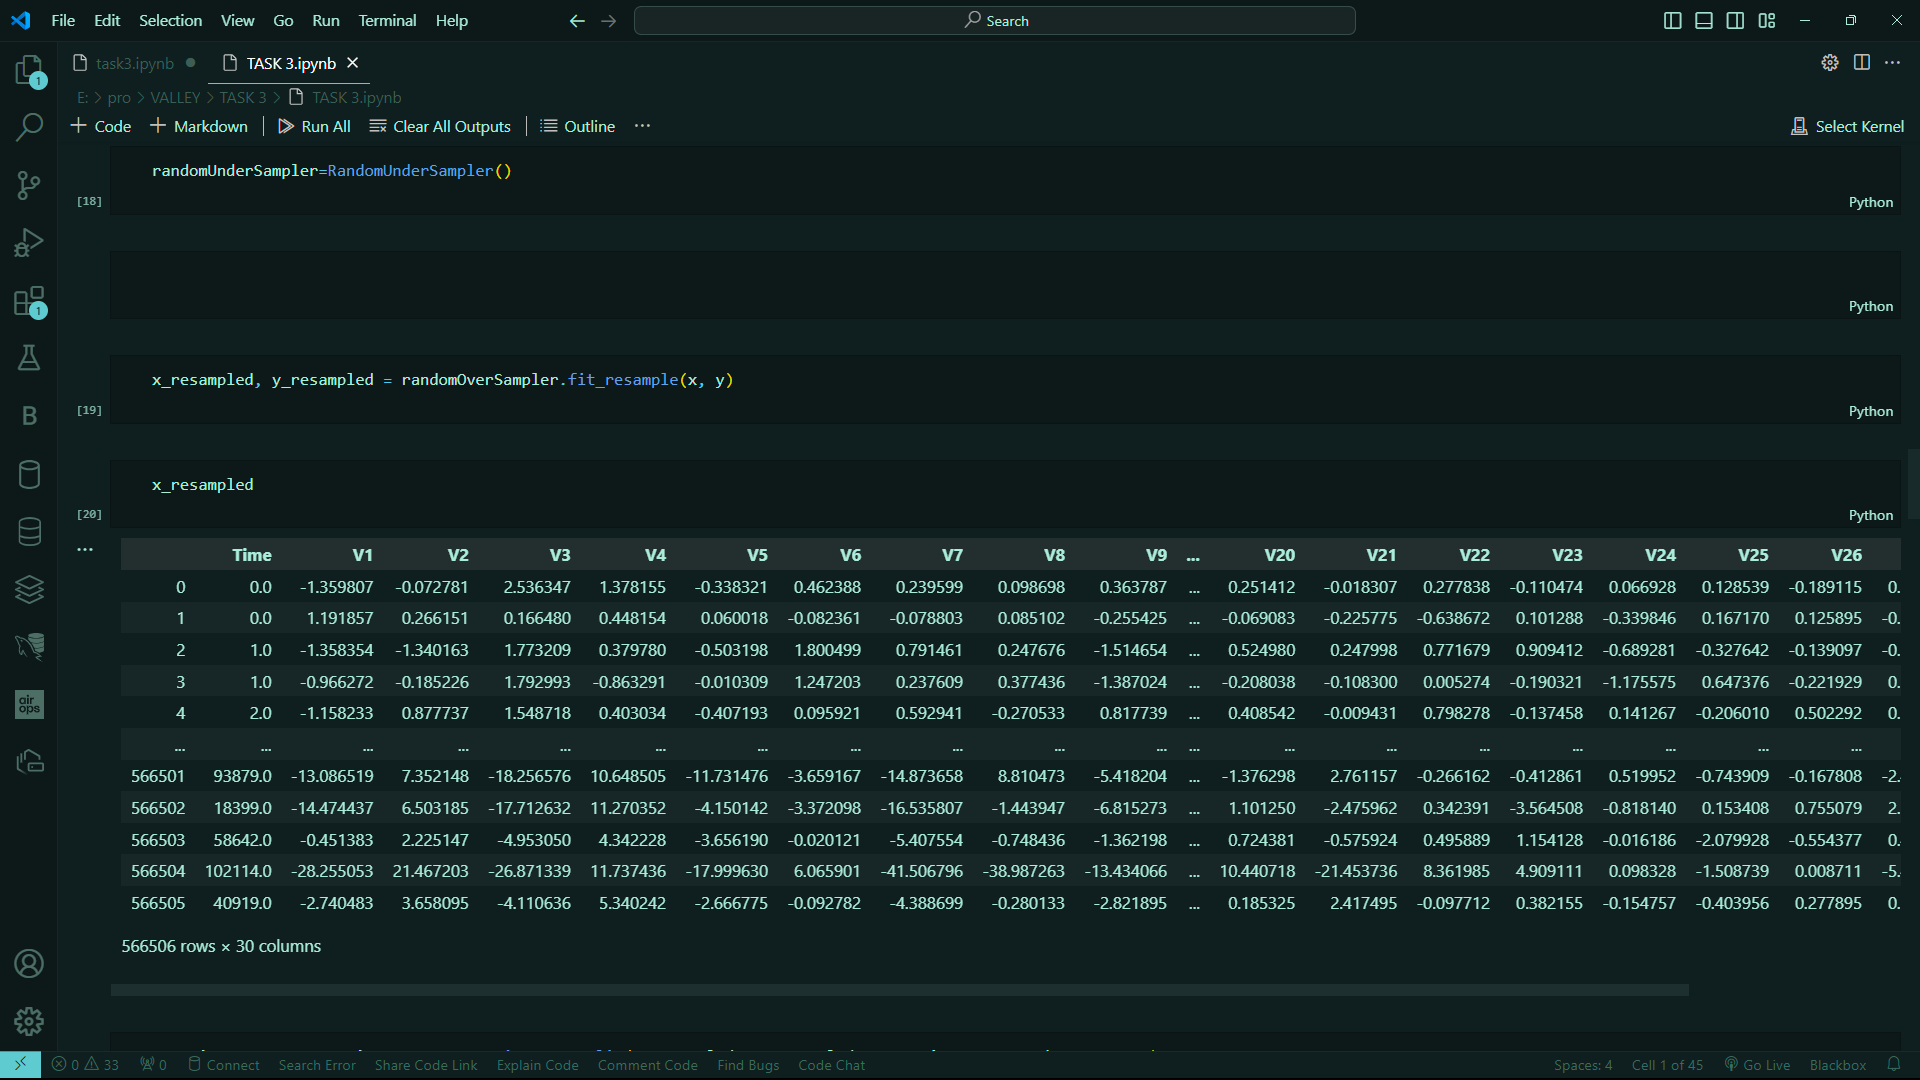 File Edit Selection View Go Run Terminal Help Search
task3.ipynb TASK 3.ipynb
E: > pro > VALLEY > TASK 3 > TASK 3.ipynb
+ Code + Markdown Run All Clear All Outputs Outline ... Select Kernel
randomUnderSampler=RandomUnderSampler()
[18] Python
Python
x_resampled, y_resampled = randomOverSampler.fit_resample(x, y)
[19] Python
x_resampled
[20] Python
Time V1 V2 V3 V4 V5 V6 V7 V8 V9 ... V20 V21 V22 V23 V24 V25 V26
0 0.0 -1.359807 -0.072781 2.536347 1.378155 -0.338321 0.462388 0.239599 0.098698 0.363787 ... 0.251412 -0.018307 0.277838 -0.110474 0.066928 0.128539 -0.189115 0.
1 0.0 1.191857 0.266151 0.166480 0.448154 0.060018 -0.082361 -0.078803 0.085102 -0.255425 ... -0.069083 -0.225775 -0.638672 0.101288 -0.339846 0.167170 0.125895 -0.
2 1.0 -1.358354 -1.340163 1.773209 0.379780 -0.503198 1.800499 0.791461 0.247676 -1.514654 ... 0.524980 0.247998 0.771679 0.909412 -0.689281 -0.327642 -0.139097 -0.
3 1.0 -0.966272 -0.185226 1.792993 -0.863291 -0.010309 1.247203 0.237609 0.377436 -1.387024 ... -0.208038 -0.108300 0.005274 -0.190321 -1.175575 0.647376 -0.221929 0.
4 2.0 -1.158233 0.877737 1.548718 0.403034 -0.407193 0.095921 0.592941 -0.270533 0.817739 ... 0.408542 -0.009431 0.798278 -0.137458 0.141267 -0.206010 0.502292 0.
... ... ... ... ... ... ... ... ... ... ... ... ... ... ... ... ... ... ...
566501 93879.0 -13.086519 7.352148 -18.256576 10.648505 -11.731476 -3.659167 -14.873658 8.810473 -5.418204 ... -1.376298 2.761157 -0.266162 -0.412861 0.519952 -0.743909 -0.167808 -2.
566502 18399.0 -14.474437 6.503185 -17.712632 11.270352 -4.150142 -3.372098 -16.535807 -1.443947 -6.815273 ... 1.101250 -2.475962 0.342391 -3.564508 -0.818140 0.153408 0.755079 2.
566503 58642.0 -0.451383 2.225147 -4.953050 4.342228 -3.656190 -0.020121 -5.407554 -0.748436 -1.362198 ... 0.724381 -0.575924 0.495889 1.154128 -0.016186 -2.079928 -0.554377 0.
566504 102114.0 -28.255053 21.467203 -26.871339 11.737436 -17.999630 6.065901 -41.506796 -38.987263 -13.434066 ... 10.440718 -21.453736 8.361985 4.909111 0.098328 -1.508739 0.008711 -5.
566505 40919.0 -2.740483 3.658095 -4.110636 5.340242 -2.666775 -0.092782 -4.388699 -0.280133 -2.821895 ... 0.185325 2.417495 -0.097712 0.382155 -0.154757 -0.403956 0.277895 0.
566506 rows × 30 columns
1
1
B
air ops
0 33 0 Connect Search Error Share Code Link Explain Code Comment Code Find Bugs Code Chat Spaces: 4 Cell 1 of 45 Go Live Blackbox